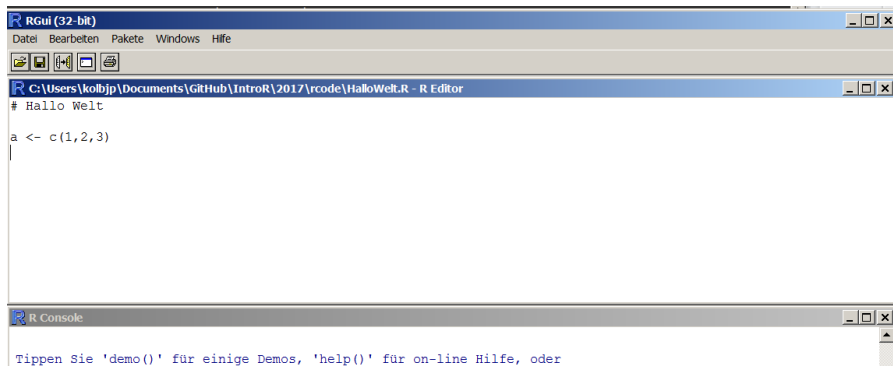 RGui (32-bit)
Datei Bearbeiten Pakete Windows Hilfe
C:\Users\kolbjp\Documents\GitHub\IntroR\2017\rcode\HalloWelt.R - R Editor
# Hallo Welt
a <- c(1,2,3)
R Console
Tippen Sie 'demo()' für einige Demos, 'help()' für on-line Hilfe, oder